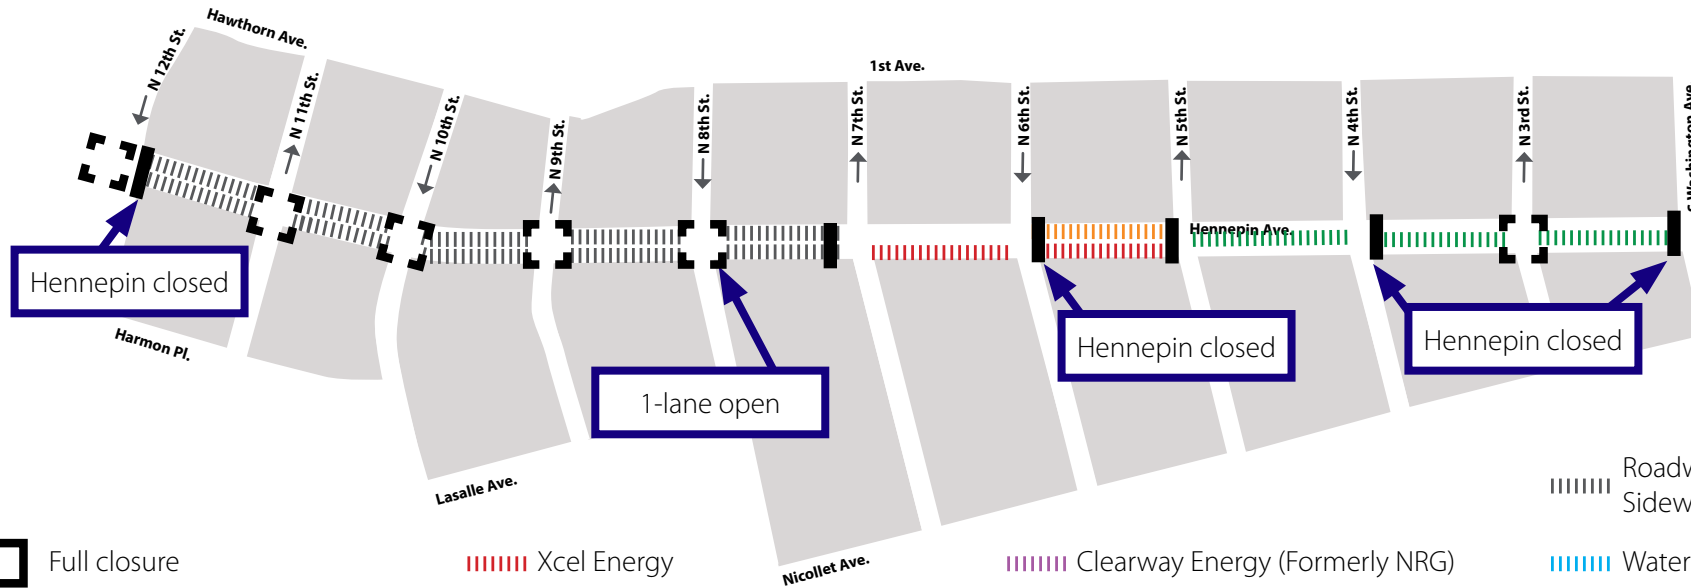 Hawthorn Ave.
N 12th St.
N 11th St.
N 10th St.
N 9th St.
N 8th St.
1st Ave.
N 7th St.
N 6th St.
N 5th St.
N 4th St.
N 3rd St.
Washington Ave.
Hennepin Ave.
Hennepin closed
Harmon Pl.
1-lane open
Hennepin closed
Hennepin closed
Lasalle Ave.
Nicollet Ave.
Full closure
Xcel Energy
Clearway Energy (Formerly NRG)
Roadw
Sidew
Water